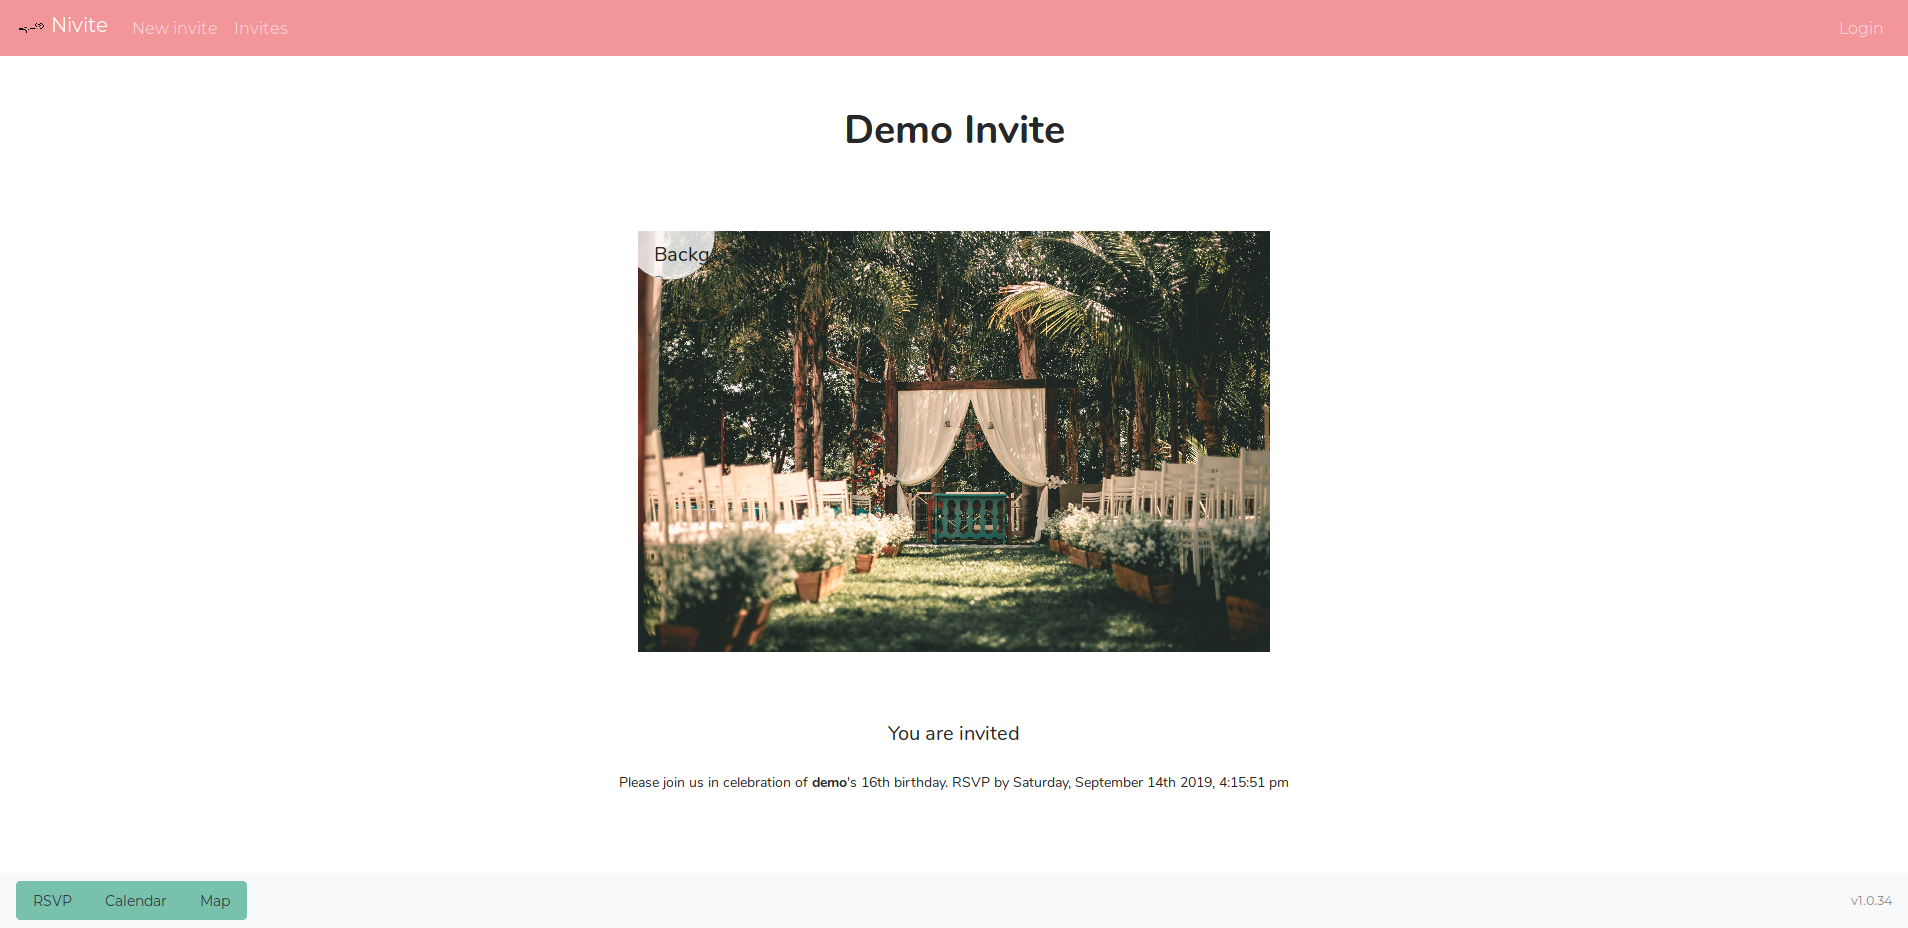 Nivite New invite Invites Login
Demo Invite
Backg
You are invited
Please join us in celebration of demo's 16th birthday. RSVP by Saturday, September 14th 2019, 4:15:51 pm
RSVP Calendar Map v1.0.34